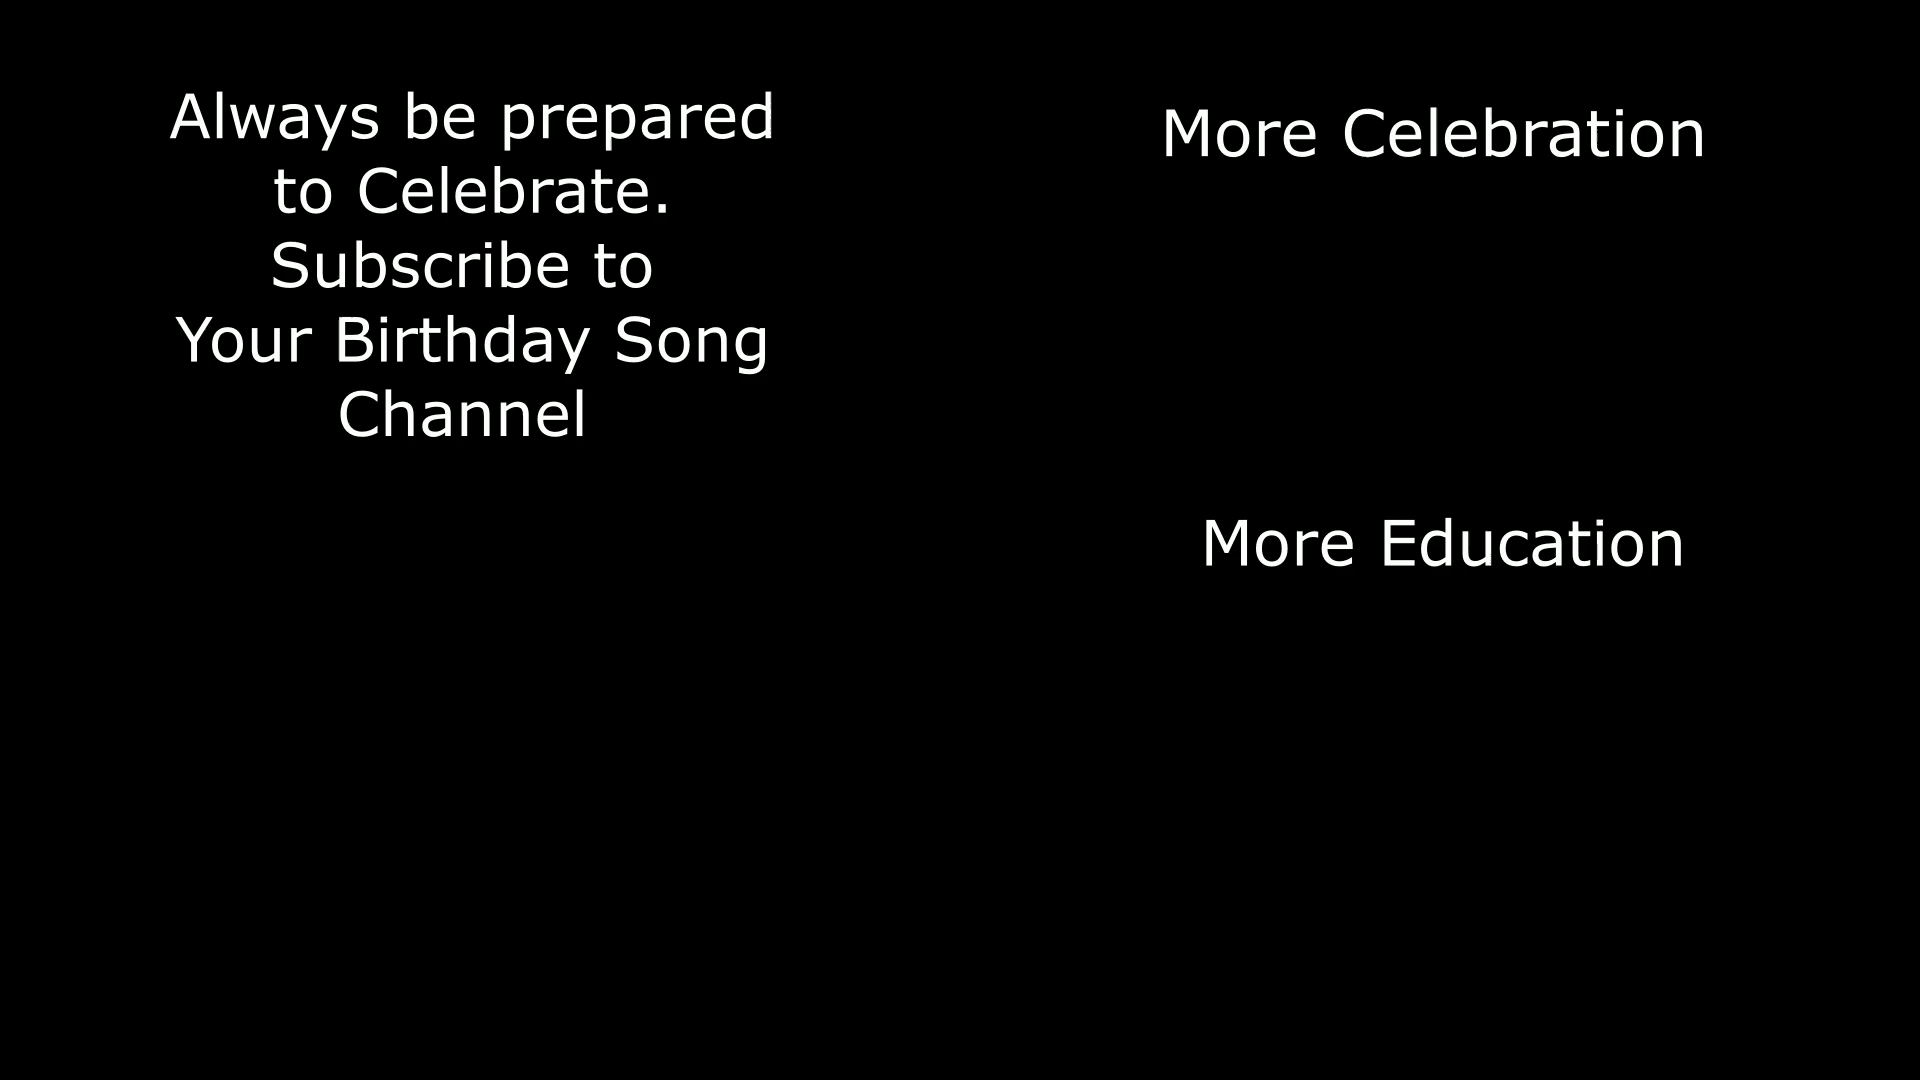 Always be prepared
to Celebrate.
Subscribe to
Your Birthday Song
Channel
More Celebration
More Education